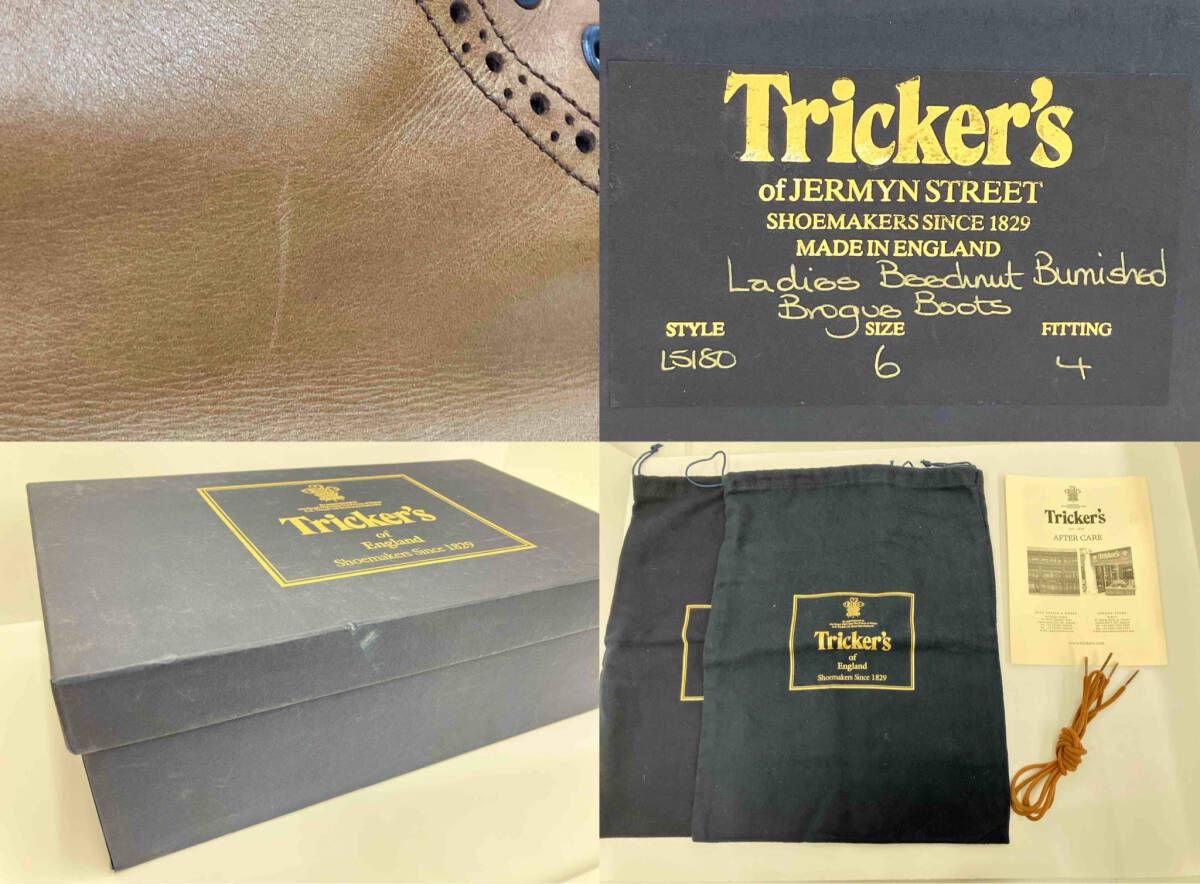 Tricker's
of JERMYN STREET
SHOEMAKERS SINCE 1829
MADE IN ENGLAND
Ladies Beechnut Burnished
Brogue Boots
STYLE SIZE FITTING
L5180 6 4
Tricker's
of
England
Shoemakers Since 1829
Tricker's
of
England
Shoemakers Since 1829
Tricker's
AFTER CARE
Tricker's